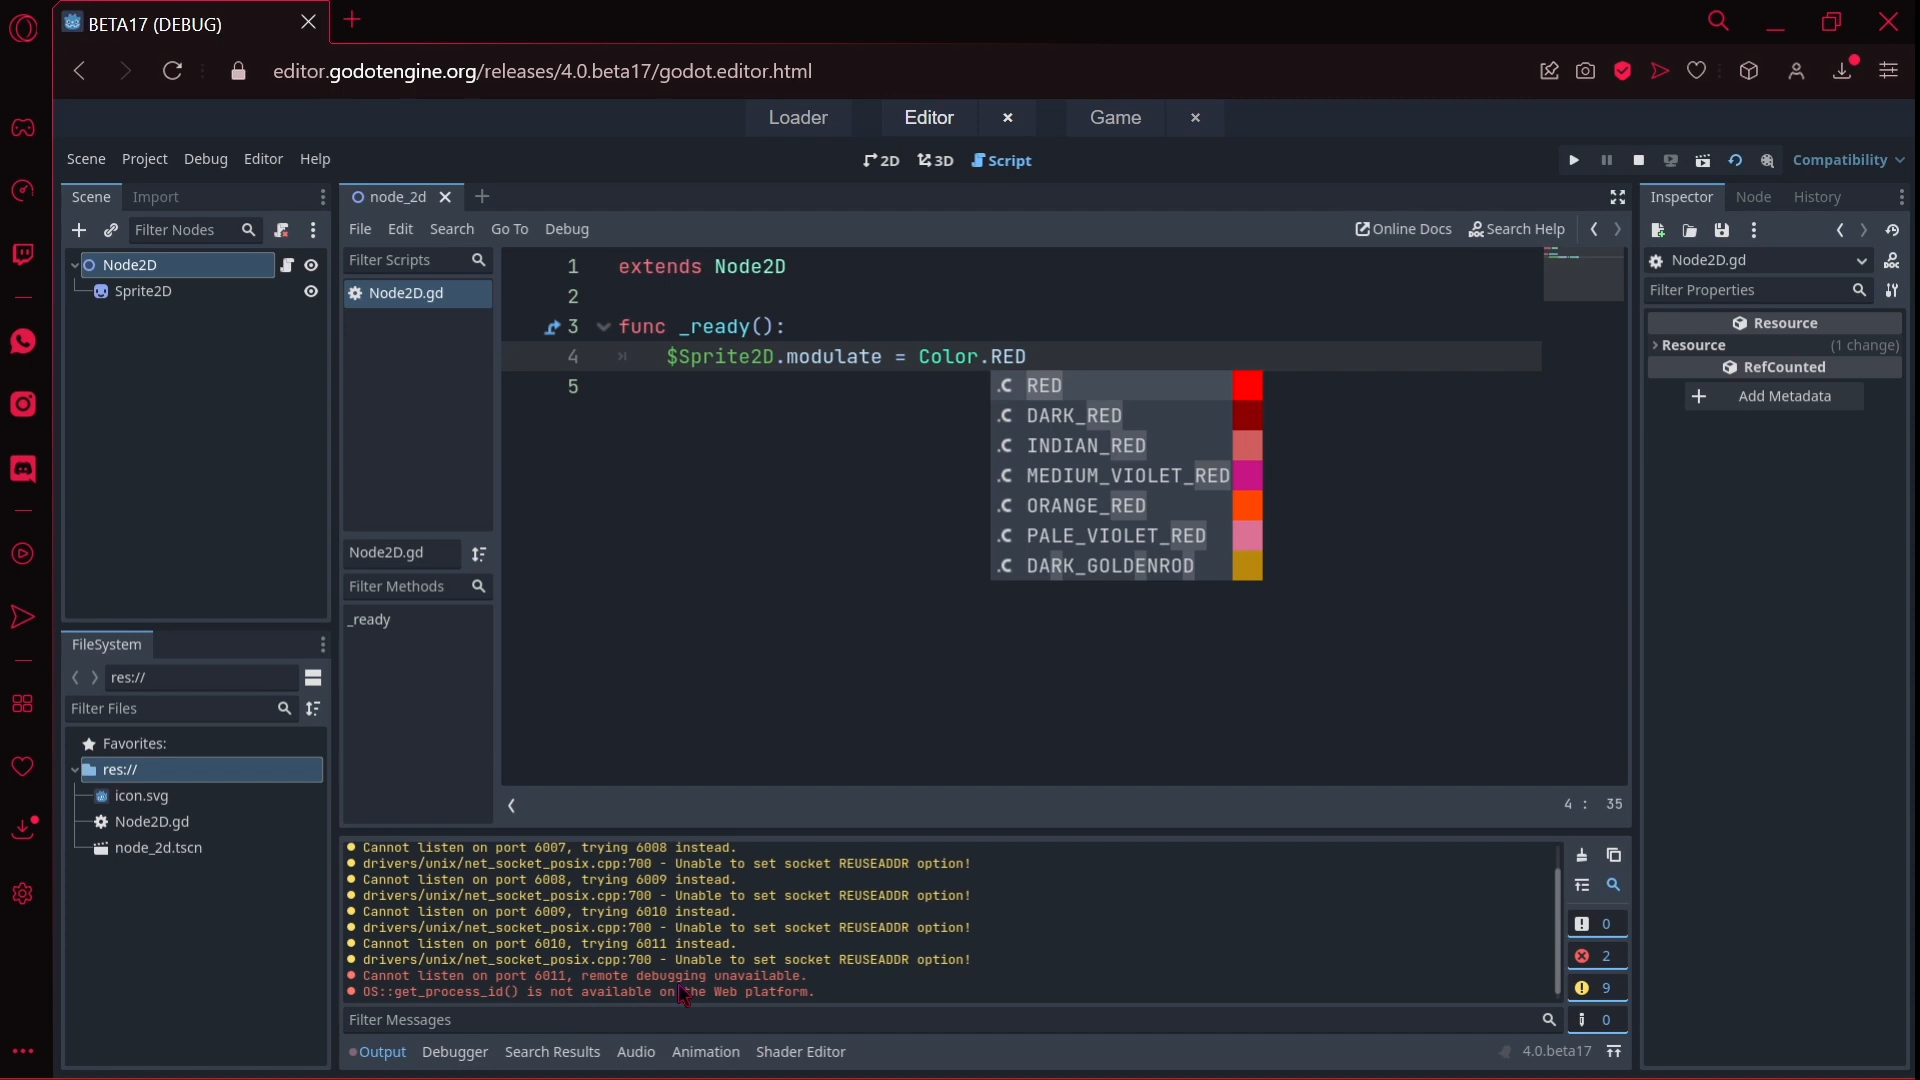 BETA17 (DEBUG)
editor.godotengine.org/releases/4.0.beta17/godot.editor.html
Loader
Editor ×
Game ×
Scene Project Debug Editor Help
2D 3D Script
Compatibility
Scene Import
node_2d
Inspector Node History
Filter Nodes
File Edit Search Go To Debug
Online Docs Search Help
Node2D
Sprite2D
Filter Scripts
Node2D.gd
1 extends Node2D
2
3 func _ready():
4 $Sprite2D.modulate = Color.RED
5
.C RED
.C DARK_RED
.C INDIAN_RED
.C MEDIUM_VIOLET_RED
.C ORANGE_RED
.C PALE_VIOLET_RED
.C DARK_GOLDENROD
Node2D.gd
Filter Properties
Resource
Resource (1 change)
RefCounted
Add Metadata
Node2D.gd
Filter Methods
_ready
4 : 35
FileSystem
res://
Filter Files
Favorites:
res://
icon.svg
Node2D.gd
node_2d.tscn
Cannot listen on port 6007, trying 6008 instead.
drivers/unix/net_socket_posix.cpp:700 - Unable to set socket REUSEADDR option!
Cannot listen on port 6008, trying 6009 instead.
drivers/unix/net_socket_posix.cpp:700 - Unable to set socket REUSEADDR option!
Cannot listen on port 6009, trying 6010 instead.
drivers/unix/net_socket_posix.cpp:700 - Unable to set socket REUSEADDR option!
Cannot listen on port 6010, trying 6011 instead.
drivers/unix/net_socket_posix.cpp:700 - Unable to set socket REUSEADDR option!
Cannot listen on port 6011, remote debugging unavailable.
OS::get_process_id() is not available on the Web platform.
0
2
9
0
Filter Messages
Output Debugger Search Results Audio Animation Shader Editor
4.0.beta17